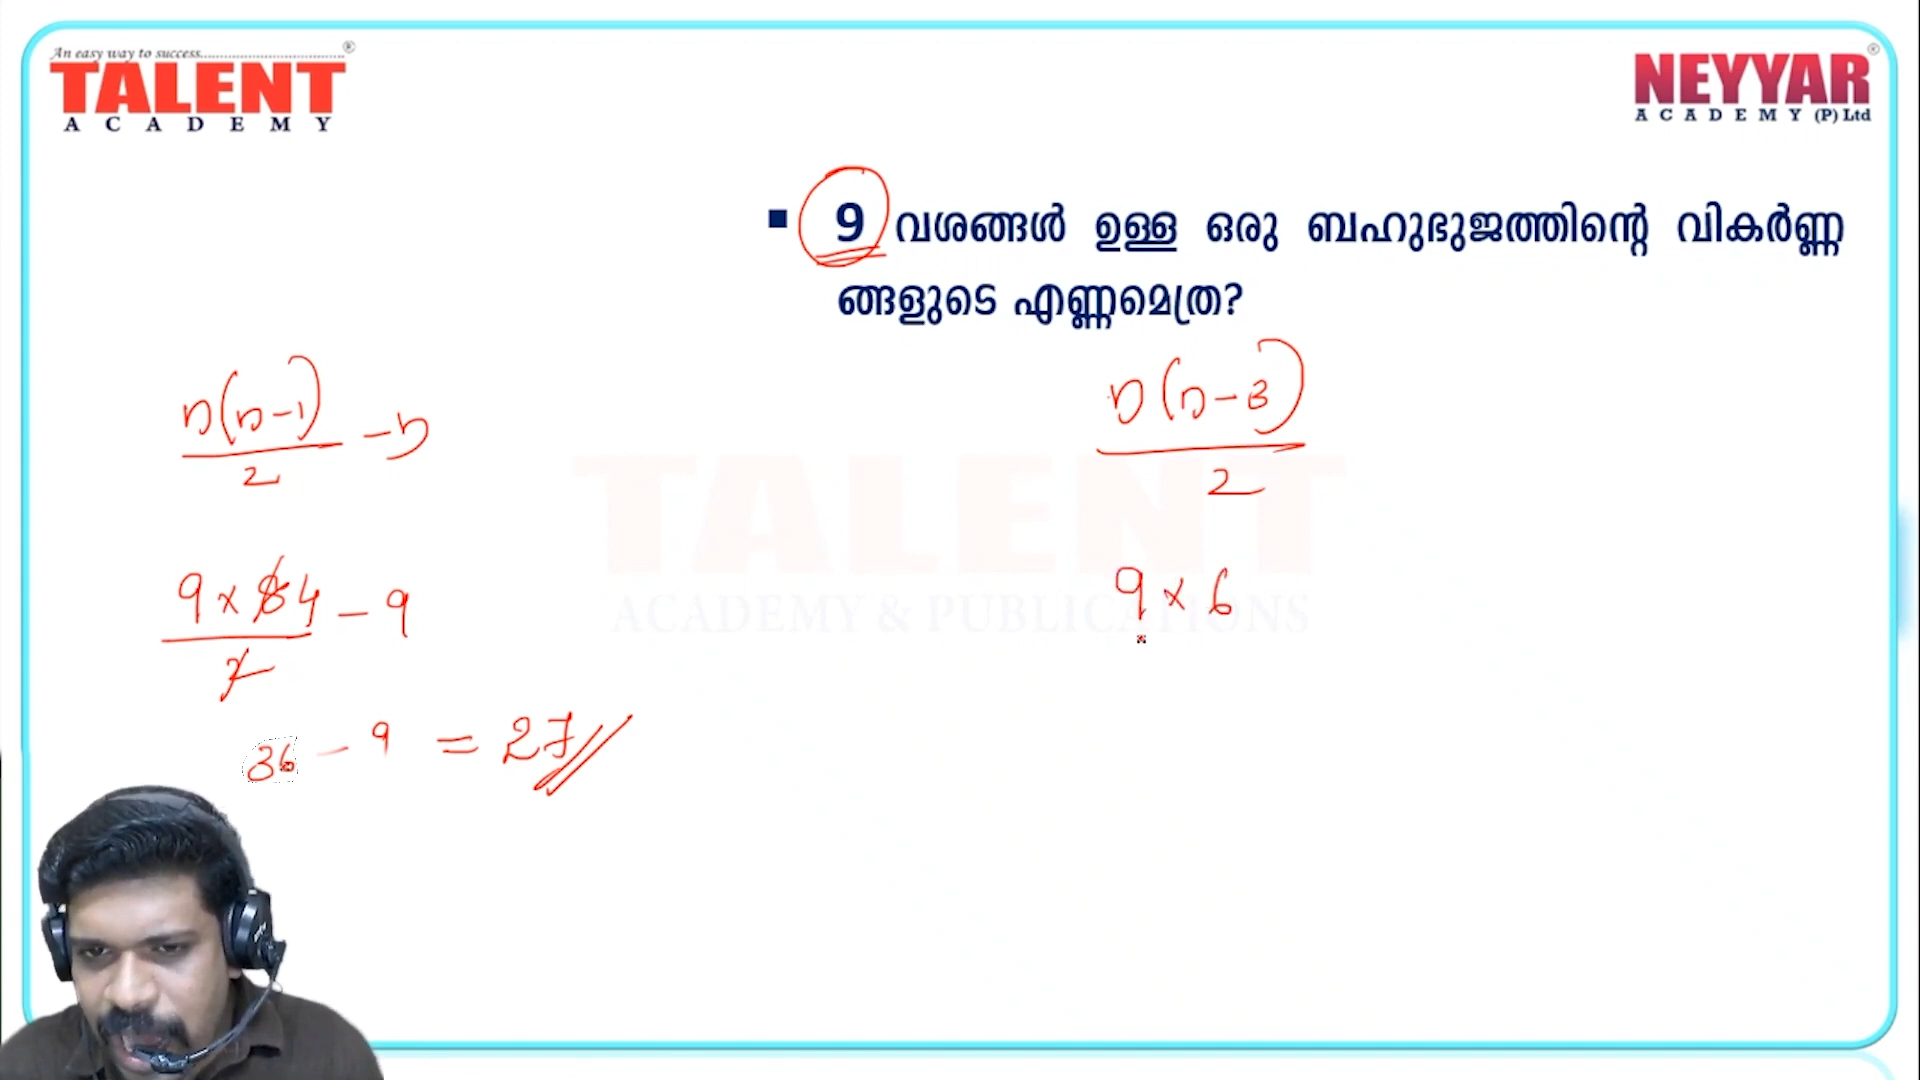 An easy way to success
TALENT
ACADEMY
NEYYAR
ACADEMY (P) Ltd
9 വശങ്ങൾ ഉള്ള ഒരു ബഹുഭുജത്തിന്റെ വികർണ്ണ
ങ്ങളുടെ എണ്ണമെത്ര?
n(n-1)
2
-n
9 × 8 4
2
- 9
36 - 9 = 27
n(n-3)
2
9 × 6
TALENT
ACADEMY & PUBLICATIONS